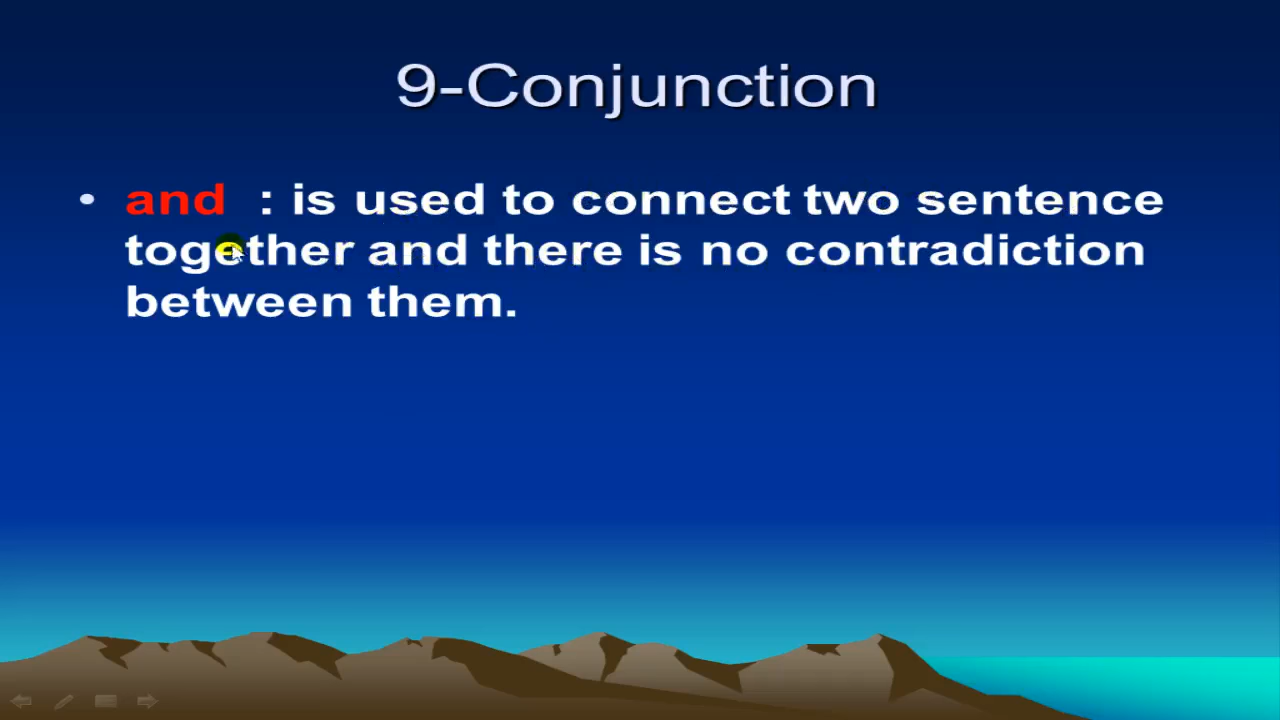 9-Conjunction
• and : is used to connect two sentence
together and there is no contradiction
between them.